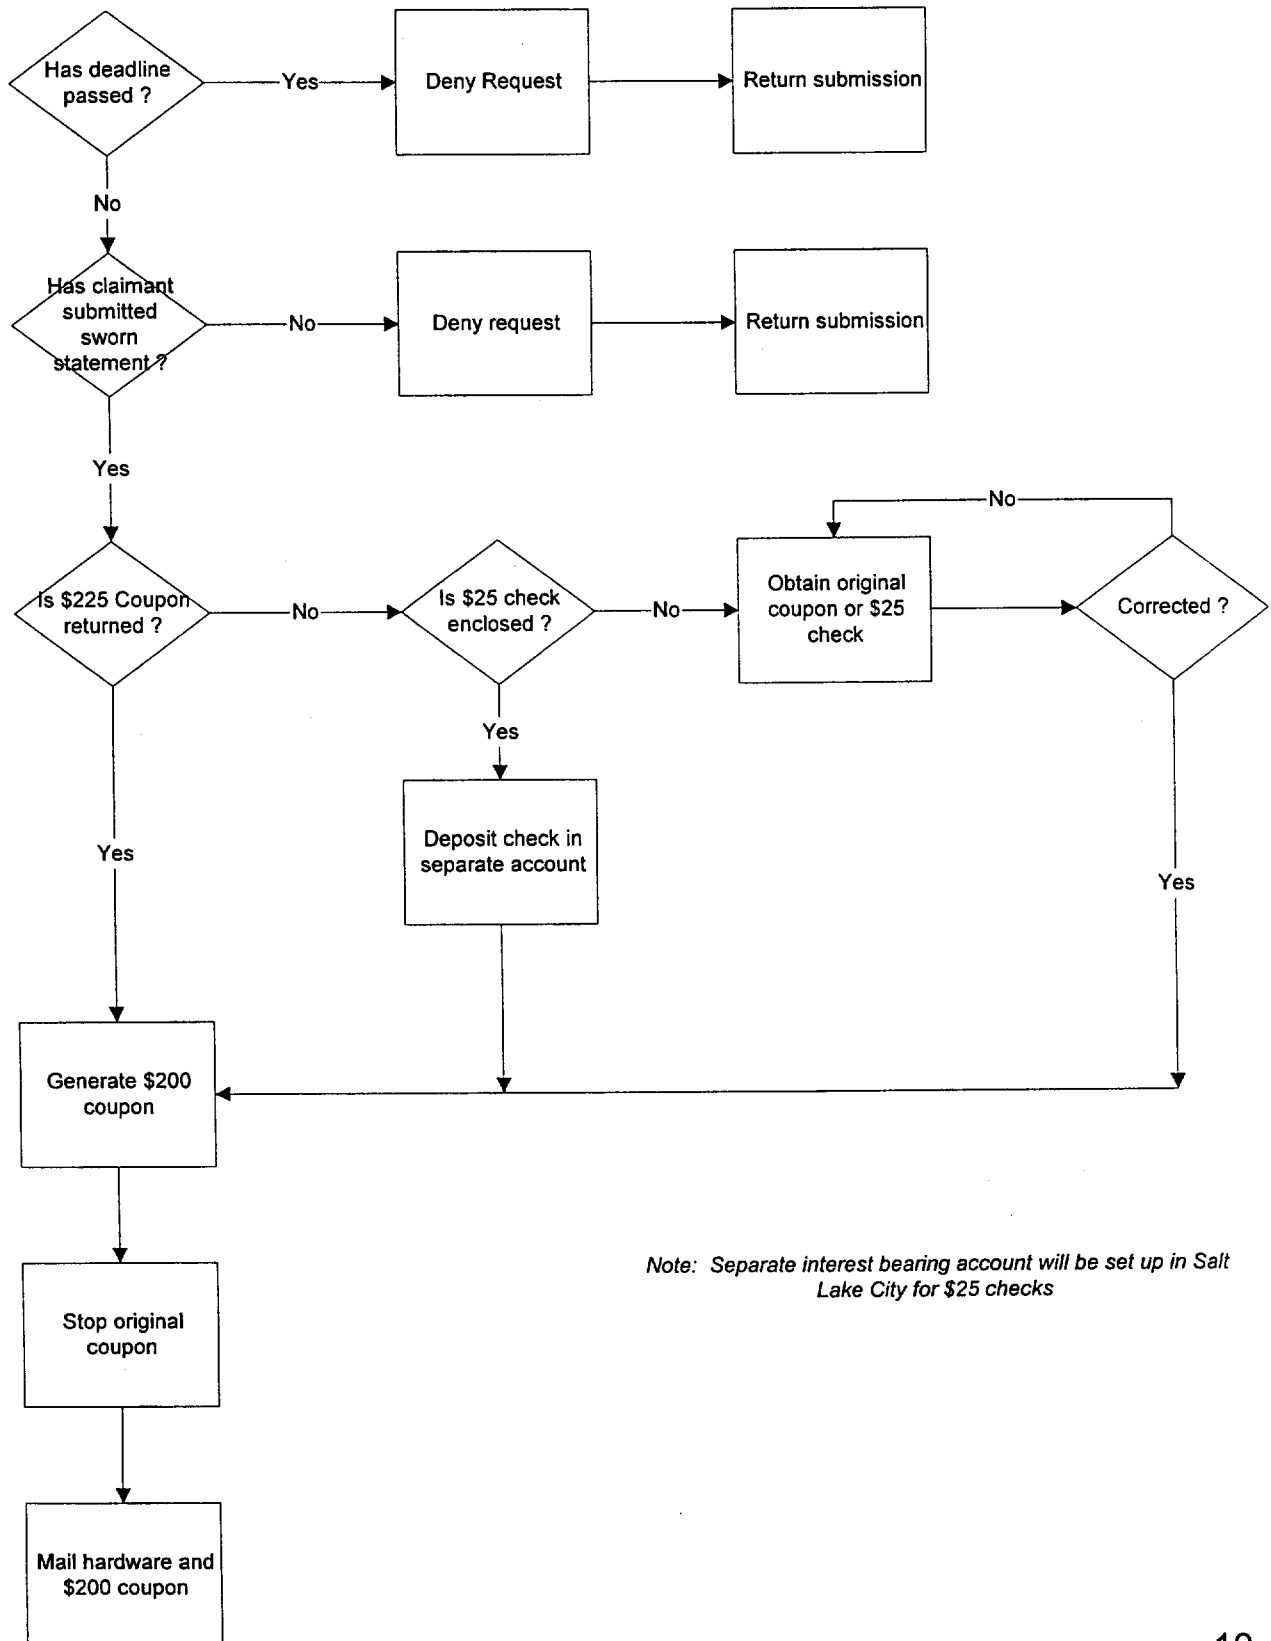 Has deadline
passed ?
Yes
Deny Request
Return submission
No
Has claimant
submitted
sworn
statement ?
No
Deny request
Return submission
Yes
Is $225 Coupon
returned ?
No
Is $25 check
enclosed ?
No
Obtain original
coupon or $25
check
No
Corrected ?
Yes
Deposit check in
separate account
Yes
Yes
Generate $200
coupon
Note: Separate interest bearing account will be set up in Salt
Lake City for $25 checks
Stop original
coupon
Mail hardware and
$200 coupon